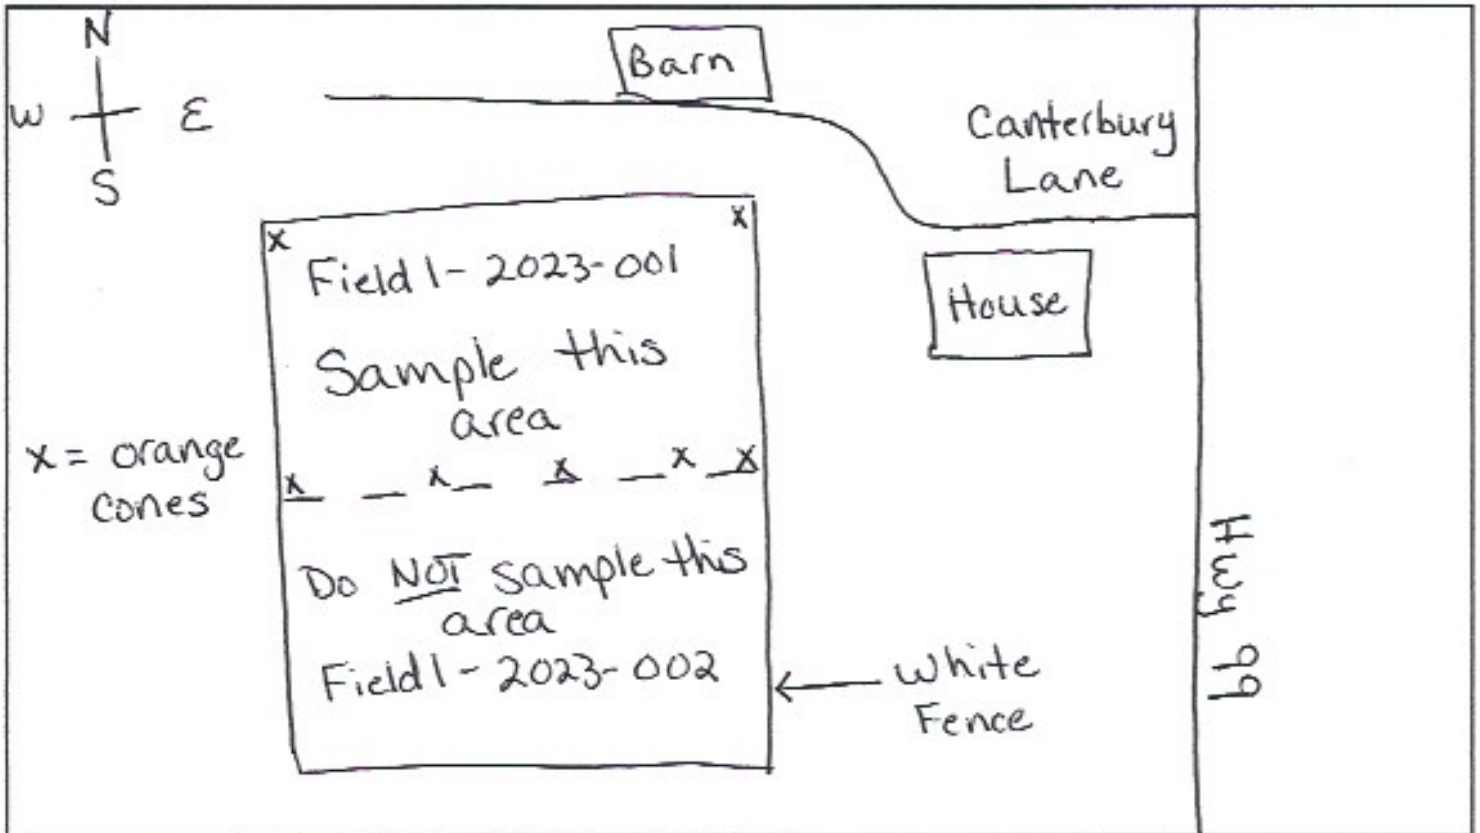 N
W E
S
Barn
Canterbury
Lane
House
x x
Field 1- 2023-001
Sample this
area
x x x x x
x = orange
cones
Do NOT sample this
area
Field 1- 2023-002
White
Fence
Hwy 99